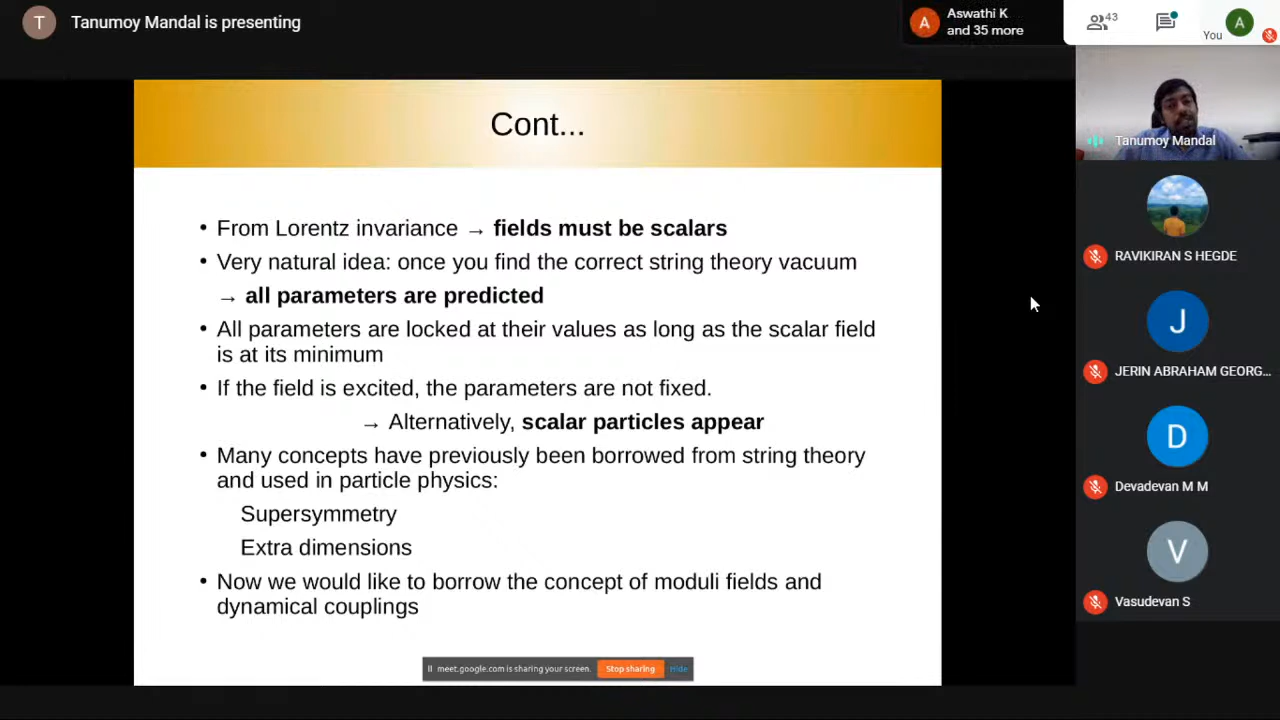 T
Tanumoy Mandal is presenting
A
Aswathi K
and 35 more
43
You
A
Cont...
• From Lorentz invariance → fields must be scalars
• Very natural idea: once you find the correct string theory vacuum
→ all parameters are predicted
• All parameters are locked at their values as long as the scalar field
is at its minimum
• If the field is excited, the parameters are not fixed.
→ Alternatively, scalar particles appear
• Many concepts have previously been borrowed from string theory
and used in particle physics:
Supersymmetry
Extra dimensions
• Now we would like to borrow the concept of moduli fields and
dynamical couplings
meet.google.com is sharing your screen. Stop sharing Hide
Tanumoy Mandal
RAVIKIRAN S HEGDE
J
JERIN ABRAHAM GEORG...
D
Devadevan M M
V
Vasudevan S